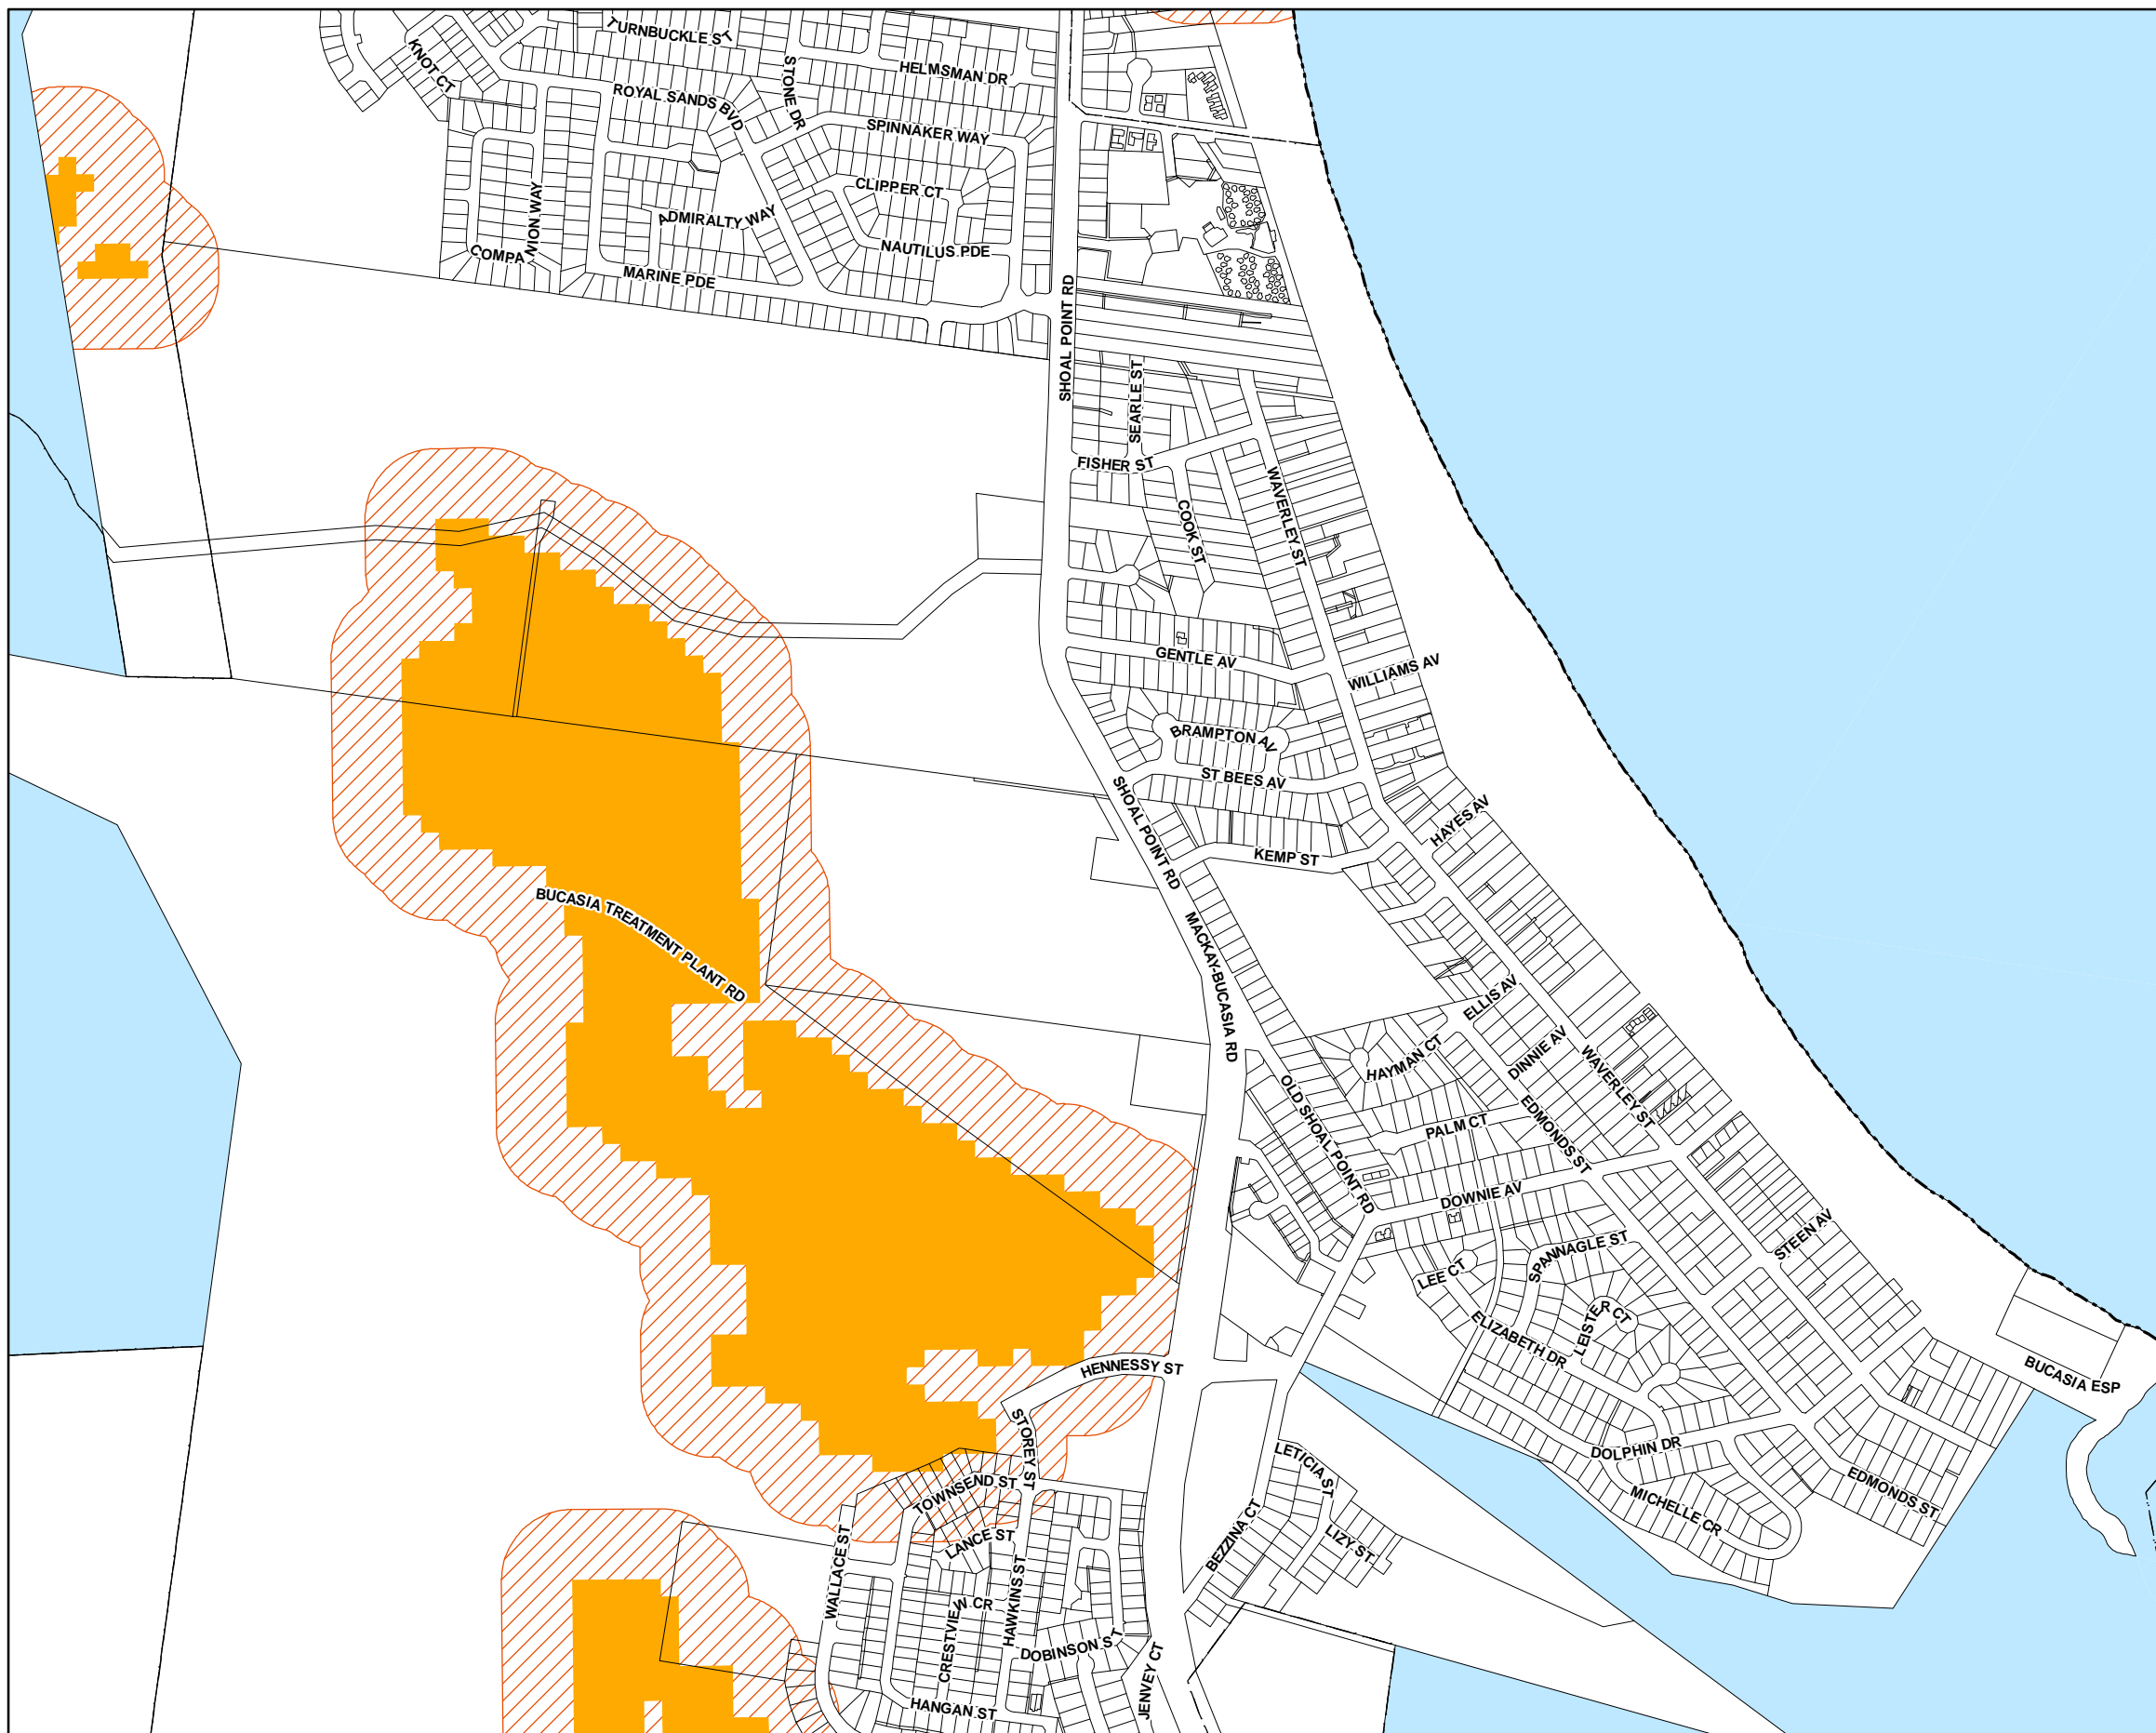 TURNBUCKLE ST
KNOT CT
HELMSMAN DR
STONE DR
ROYAL SANDS BVD
SPINNAKER WAY
CLIPPER CT
ADMIRALTY WAY
COMPANION WAY
NAUTILUS PDE
MARINE PDE
SHOAL POINT RD
SEARLE ST
FISHER ST
WAVERLEY ST
COOK ST
GENTLE AV
WILLIAMS AV
BRAMPTON AV
ST BEES AV
SHOAL POINT RD
HAYES AV
KEMP ST
BUCASIA TREATMENT PLANT RD
MACKAY-BUCASIA RD
ELLIS AV
DINNIE AV
HAYMAN CT
WAVERLEY ST
OLD SHOAL POINT RD
PALM CT
EDMONDS ST
DOWNIE AV
STEEN AV
SPANNAGLE ST
LEE CT
LEISTER CT
ELIZABETH DR
HENNESSY ST
BUCASIA ESP
STOREY ST
LETICIA ST
DOLPHIN DR
TOWNSEND ST
EDMONDS ST
MICHELLE CR
LANCE ST
BEZZINA CT
LIZY ST
WALLACE ST
HAWKINS ST
CRESTVIEW CR
DOBINSON ST
JENVEY CT
HANGAN ST